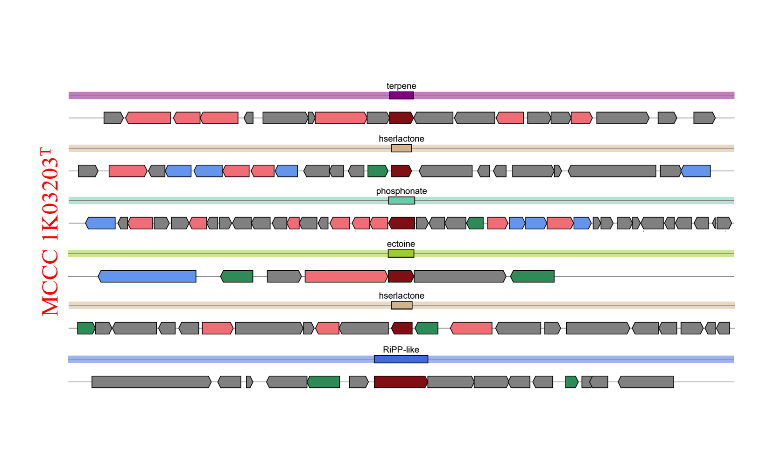 terpene
hserlactone
phosphonate
ectoine
hserlactone
RiPP-like
MCCC 1K03203ᵀ